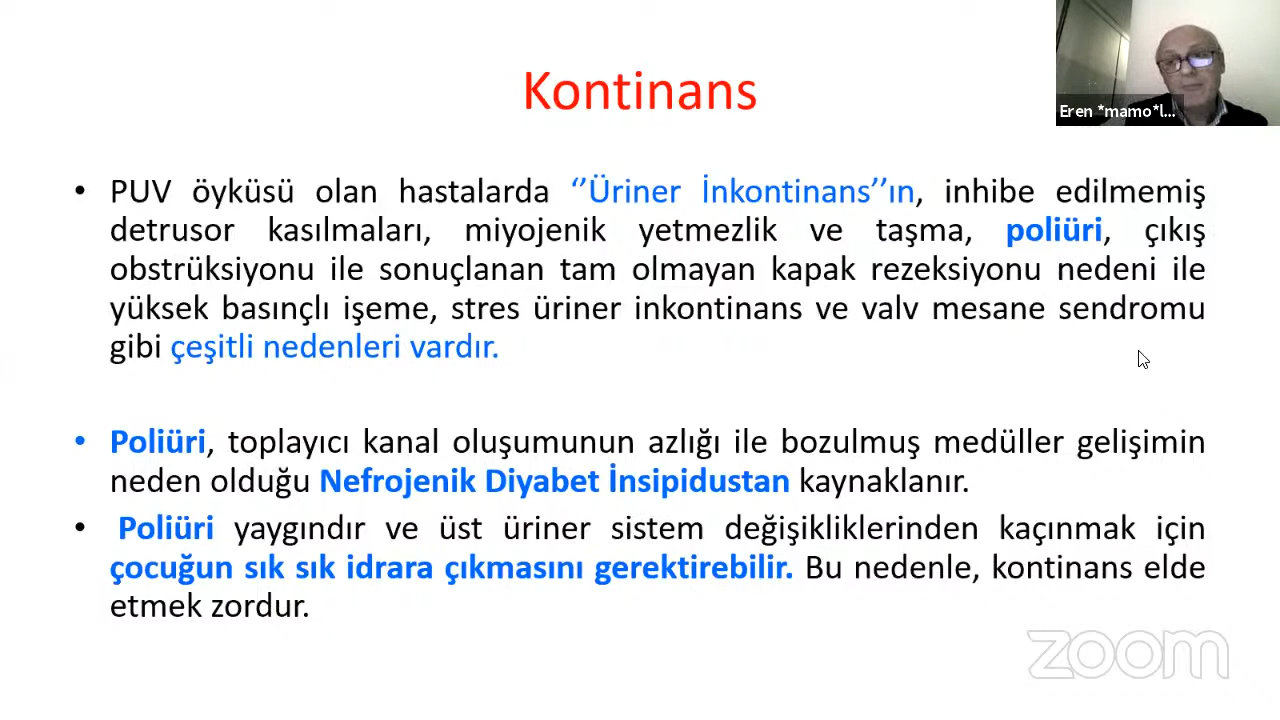 Kontinans
Eren *mamo*l...
• PUV öyküsü olan hastalarda ‘’Üriner İnkontinans’’ın, inhibe edilmemiş
detrusor kasılmaları, miyojenik yetmezlik ve taşma, poliüri, çıkış
obstrüksiyonu ile sonuçlanan tam olmayan kapak rezeksiyonu nedeni ile
yüksek basınçlı işeme, stres üriner inkontinans ve valv mesane sendromu
gibi çeşitli nedenleri vardır.
• Poliüri, toplayıcı kanal oluşumunun azlığı ile bozulmuş medüller gelişimin
neden olduğu Nefrojenik Diyabet İnsipidustan kaynaklanır.
• Poliüri yaygındır ve üst üriner sistem değişikliklerinden kaçınmak için
çocuğun sık sık idrara çıkmasını gerektirebilir. Bu nedenle, kontinans elde
etmek zordur.
zoom